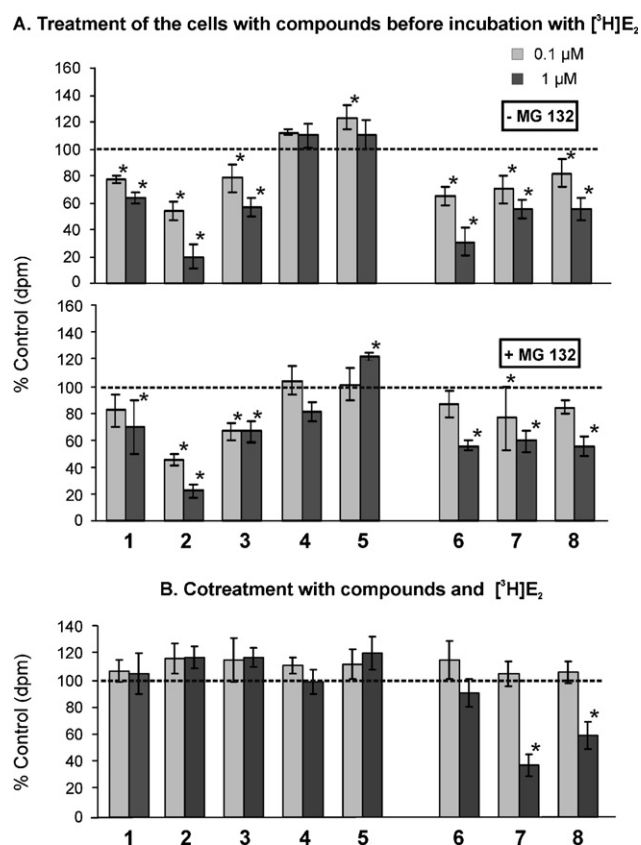 A. Treatment of the cells with compounds before incubation with [³H]E₂
0.1 µM
1 µM
- MG 132
160
140
120
100
80
60
40
20
0
* * * * * * * * * * * * *
+ MG 132
160
140
120
100
80
60
40
20
0
* * * * * * * * * *
% Control (dpm)
1 2 3 4 5 6 7 8
B. Cotreatment with compounds and [³H]E₂
140
120
100
80
60
40
20
0
% Control (dpm)
* *
1 2 3 4 5 6 7 8